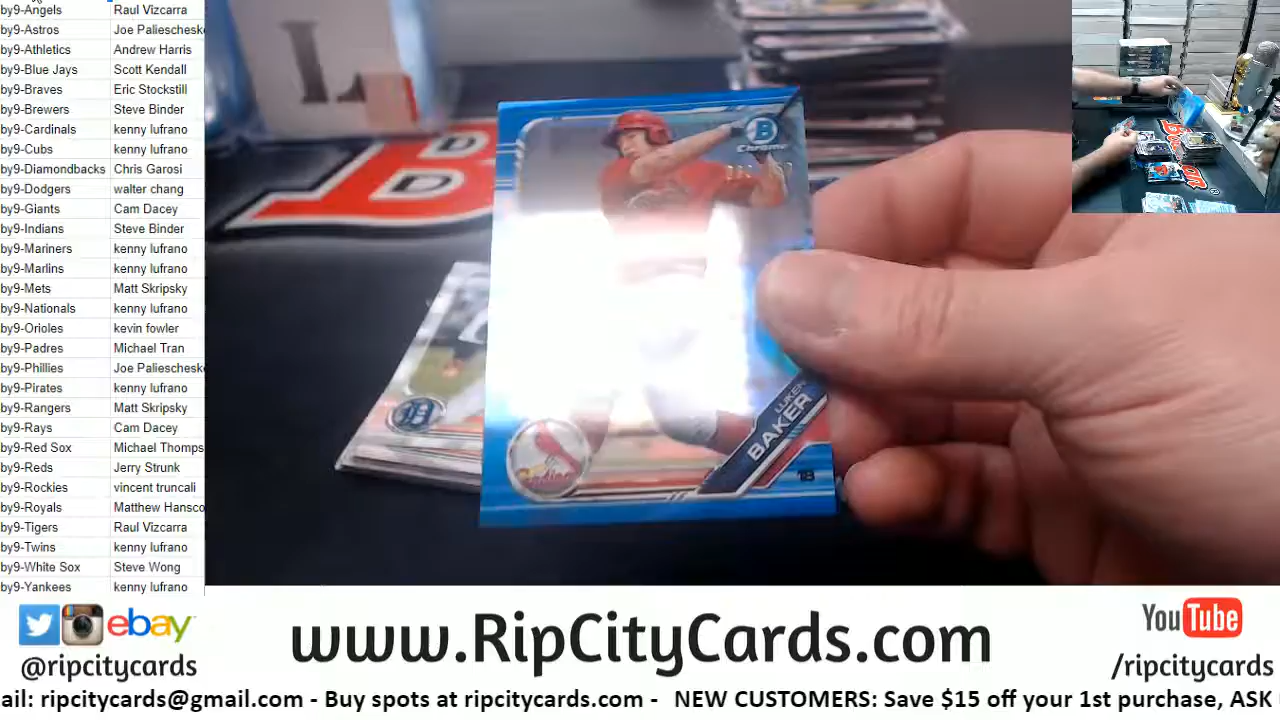 by9-Angels Raul Vizcarra
by9-Astros Joe Paliescheske
by9-Athletics Andrew Harris
by9-Blue Jays Scott Kendall
by9-Braves Eric Stockstill
by9-Brewers Steve Binder
by9-Cardinals kenny lufrano
by9-Cubs kenny lufrano
by9-Diamondbacks Chris Garosi
by9-Dodgers walter chang
by9-Giants Cam Dacey
by9-Indians Steve Binder
by9-Mariners kenny lufrano
by9-Marlins kenny lufrano
by9-Mets Matt Skripsky
by9-Nationals kenny lufrano
by9-Orioles kevin fowler
by9-Padres Michael Tran
by9-Phillies Joe Paliescheske
by9-Pirates kenny lufrano
by9-Rangers Matt Skripsky
by9-Rays Cam Dacey
by9-Red Sox Michael Thomps
by9-Reds Jerry Strunk
by9-Rockies vincent truncali
by9-Royals Matthew Hansco
by9-Tigers Raul Vizcarra
by9-Twins kenny lufrano
by9-White Sox Steve Wong
by9-Yankees kenny lufrano
B
Chrome
LUKEN
BAKER
1B
ebay
@ripcitycards
www.RipCityCards.com
YouTube
/ripcitycards
ail: ripcitycards@gmail.com - Buy spots at ripcitycards.com - NEW CUSTOMERS: Save $15 off your 1st purchase, ASK